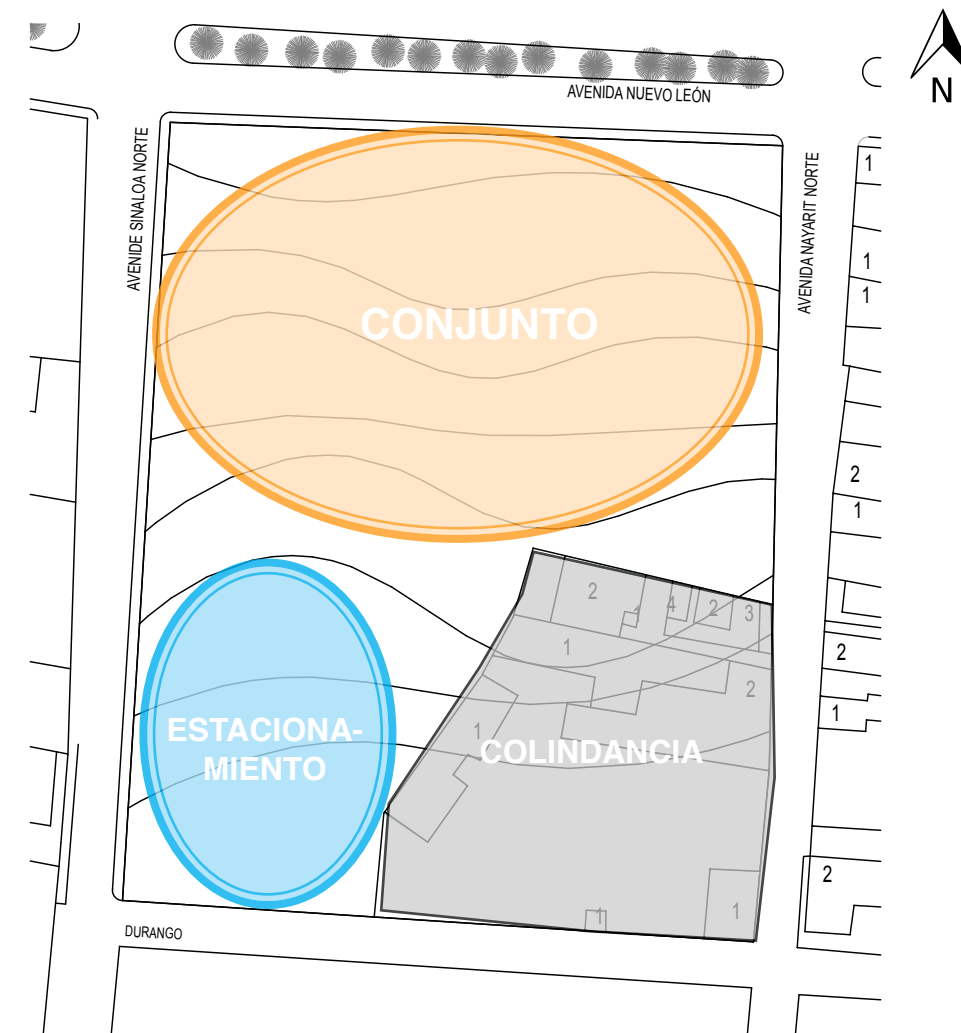 N
AVENIDA NUEVO LEÓN
AVENIDE SINALOA NORTE
AVENIDA NAYARIT NORTE
1
1
1
CONJUNTO
2
1
2
1
4
2
3
1
2
2
1
1
ESTACIONA-
MIENTO
COLINDANCIA
2
1
1
DURANGO